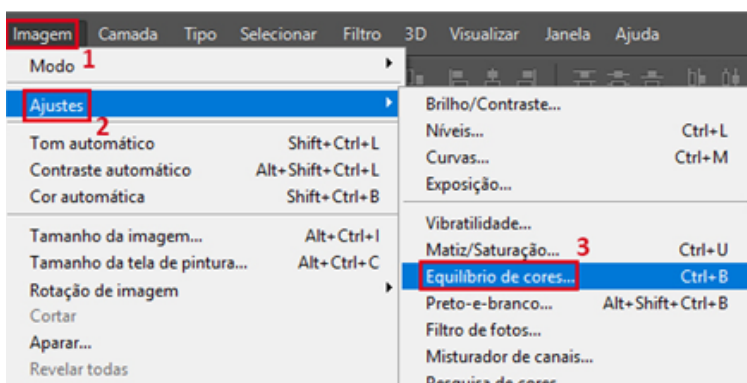 Imagem Camada Tipo Selecionar Filtro 3D Visualizar Janela Ajuda
Modo 1
Ajustes
2
Tom automático Shift+Ctrl+L
Contraste automático Alt+Shift+Ctrl+L
Cor automática Shift+Ctrl+B
Tamanho da imagem... Alt+Ctrl+I
Tamanho da tela de pintura... Alt+Ctrl+C
Rotação de imagem
Cortar
Aparar...
Revelar todas
Brilho/Contraste...
Níveis... Ctrl+L
Curvas... Ctrl+M
Exposição...
Vibratilidade...
Matiz/Saturação... 3 Ctrl+U
Equilíbrio de cores... Ctrl+B
Preto-e-branco... Alt+Shift+Ctrl+B
Filtro de fotos...
Misturador de canais...
Pesquisa de cores...